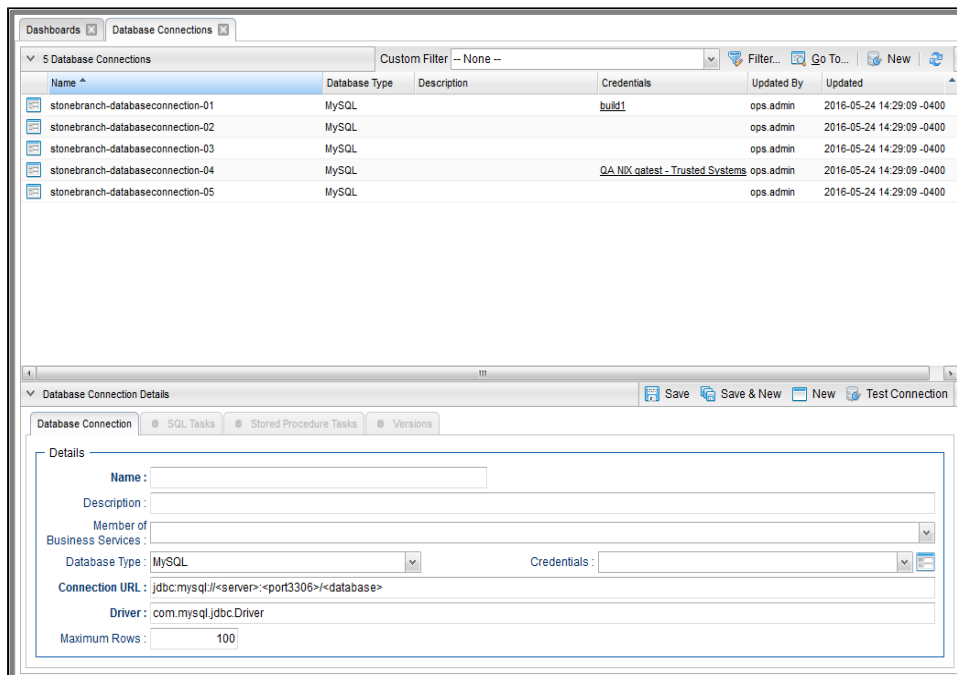 Dashboards Database Connections
5 Database Connections Custom Filter -- None -- Filter... Go To... New
Name Database Type Description Credentials Updated By Updated
stonebranch-databaseconnection-01 MySQL build1 ops.admin 2016-05-24 14:29:09 -0400
stonebranch-databaseconnection-02 MySQL ops.admin 2016-05-24 14:29:09 -0400
stonebranch-databaseconnection-03 MySQL ops.admin 2016-05-24 14:29:09 -0400
stonebranch-databaseconnection-04 MySQL QA NIX qatest - Trusted Systems ops.admin 2016-05-24 14:29:09 -0400
stonebranch-databaseconnection-05 MySQL ops.admin 2016-05-24 14:29:09 -0400
Database Connection Details Save Save & New New Test Connection
Database Connection SQL Tasks Stored Procedure Tasks Versions
Details
Name :
Description :
Member of
Business Services :
Database Type : MySQL Credentials :
Connection URL : jdbc:mysql://<server>:<port3306>/<database>
Driver : com.mysql.jdbc.Driver
Maximum Rows : 100